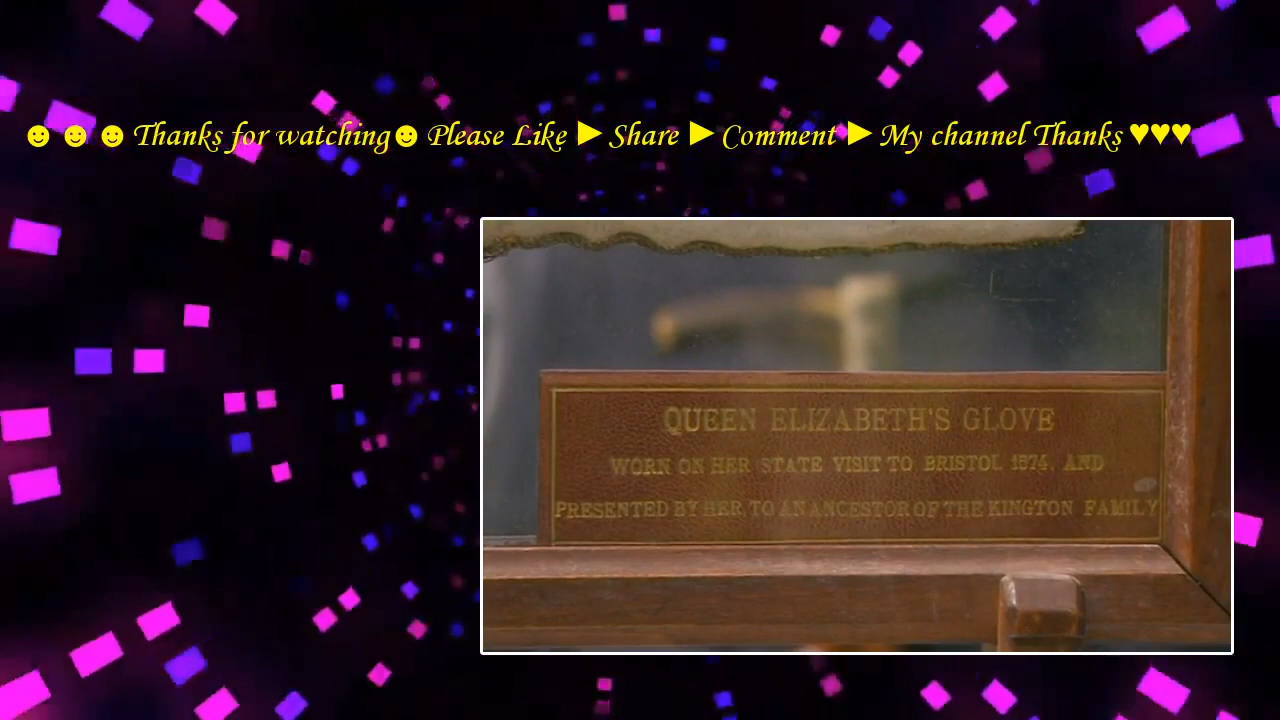 ☻ ☻ ☻ Thanks for watching☻ Please Like ► Share ► Comment ► My channel Thanks ♥♥♥
QUEEN ELIZABETH'S GLOVE
WORN ON HER STATE VISIT TO BRISTOL 1574, AND
PRESENTED BY HER, TO AN ANCESTOR OF THE KINGTON FAMILY